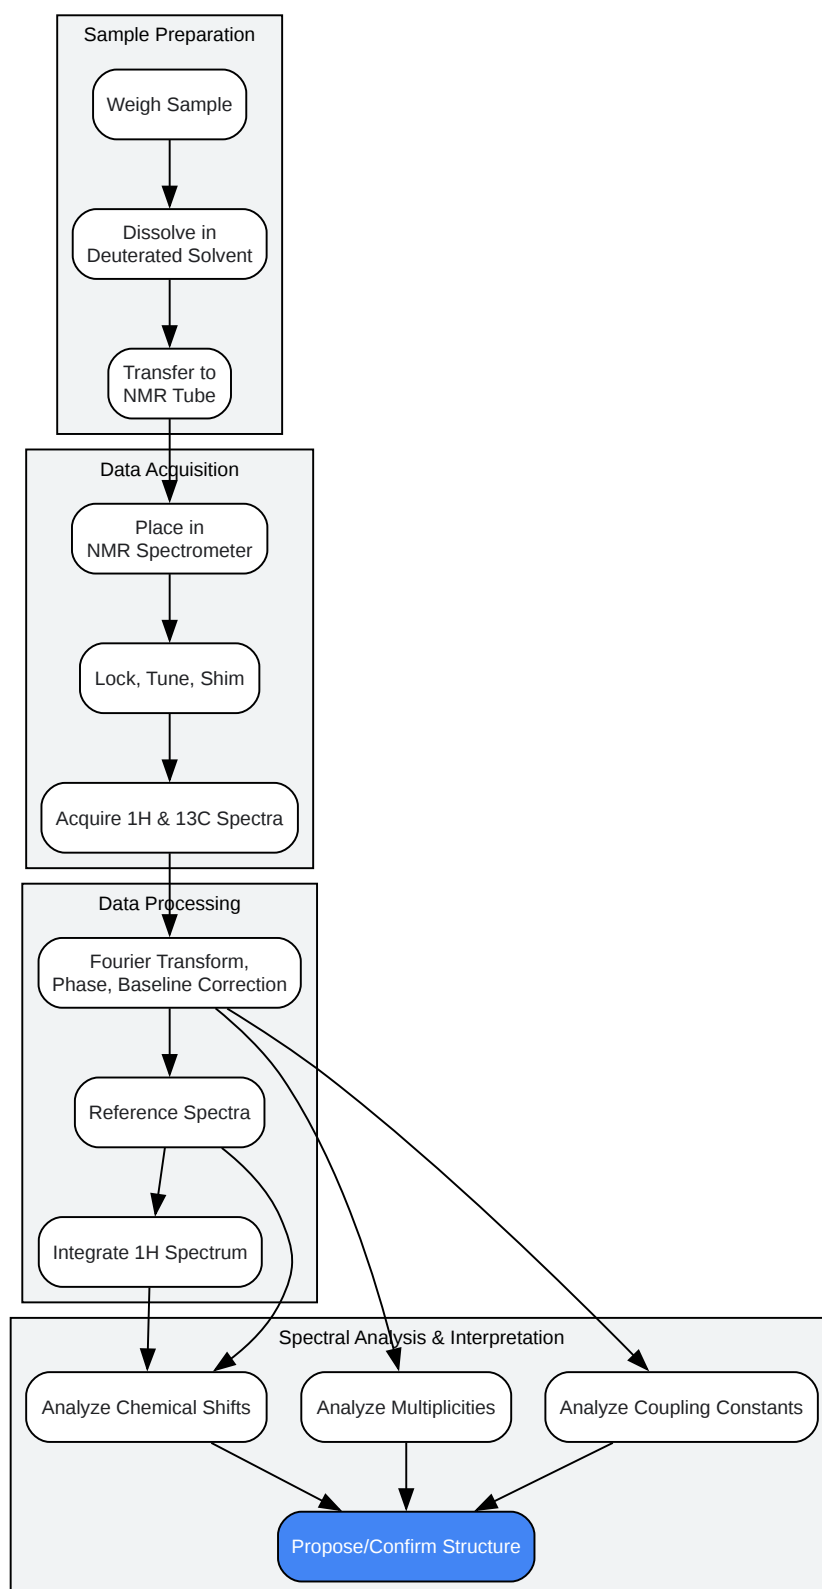 Sample Preparation
Weigh Sample
Dissolve in
Deuterated Solvent
Transfer to
NMR Tube
Data Acquisition
Place in
NMR Spectrometer
Lock, Tune, Shim
Acquire 1H & 13C Spectra
Data Processing
Fourier Transform,
Phase, Baseline Correction
Reference Spectra
Integrate 1H Spectrum
Spectral Analysis & Interpretation
Analyze Chemical Shifts
Analyze Multiplicities
Analyze Coupling Constants
Propose/Confirm Structure